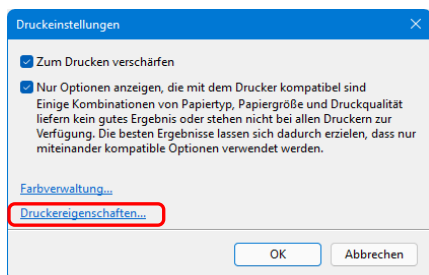 Druckeinstellungen
Zum Drucken verschärfen
Nur Optionen anzeigen, die mit dem Drucker kompatibel sind
Einige Kombinationen von Papiertyp, Papiergröße und Druckqualität
liefern kein gutes Ergebnis oder stehen nicht bei allen Druckern zur
Verfügung. Die besten Ergebnisse lassen sich dadurch erzielen, dass nur
miteinander kompatible Optionen verwendet werden.
Farbverwaltung...
Druckereigenschaften...
OK Abbrechen